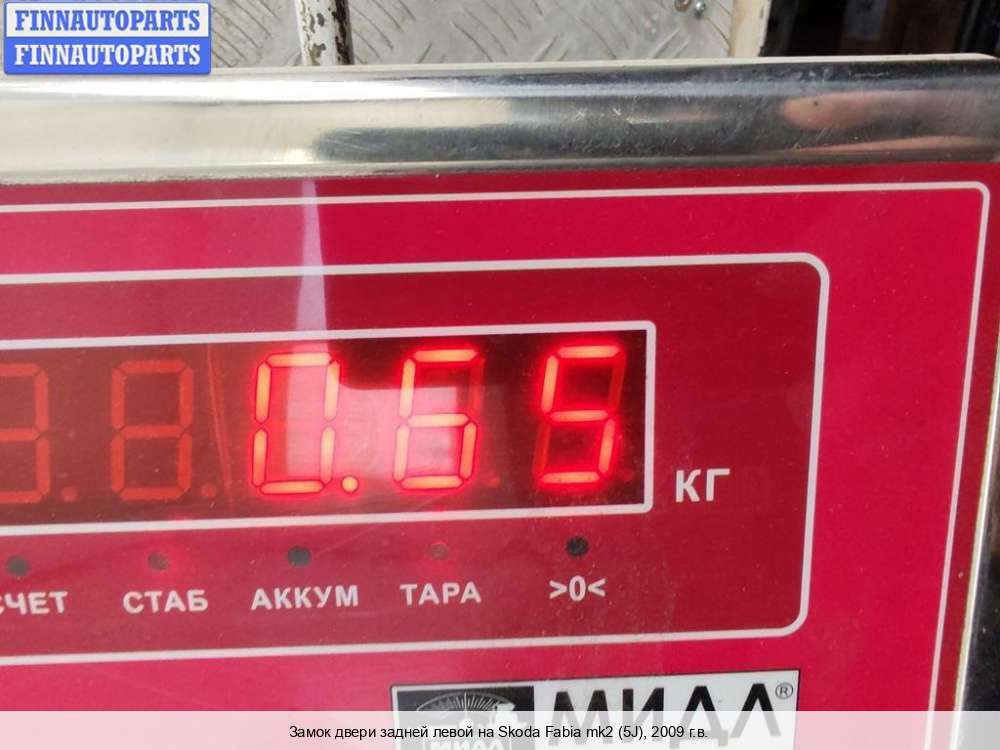 FINNAUTOPARTS
FINNAUTOPARTS
0.65
КГ
СЧЕТ СТАБ АККУМ ТАРА >0<
МИДЛ®
МИДЛ
Замок двери задней левой на Skoda Fabia mk2 (5J), 2009 г.в.